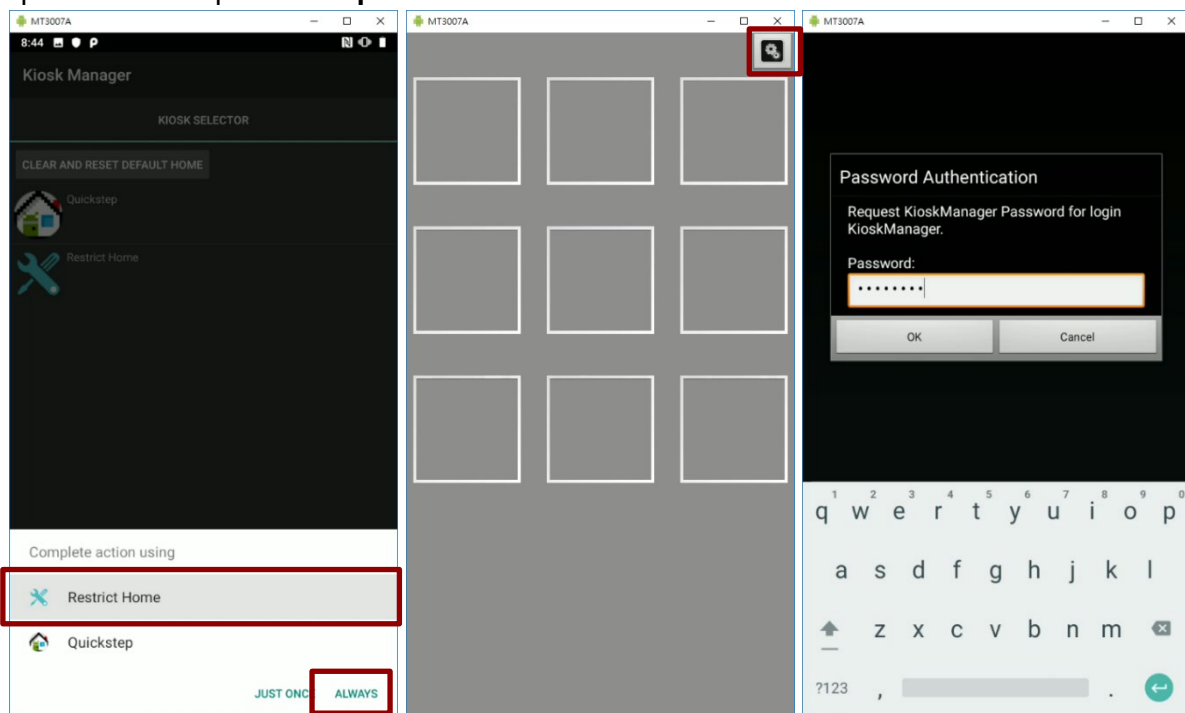 MT3007A
8:44
Kiosk Manager
KIOSK SELECTOR
CLEAR AND RESET DEFAULT HOME
Quickstep
Restrict Home
Complete action using
Restrict Home
Quickstep
JUST ONC
ALWAYS
MT3007A
MT3007A
Password Authentication
Request KioskManager Password for login
KioskManager.
Password:
••••••••
OK Cancel
1 2 3 4 5 6 7 8 9 0
q w e r t y u i o p
a s d f g h j k l
z x c v b n m
?123 , .